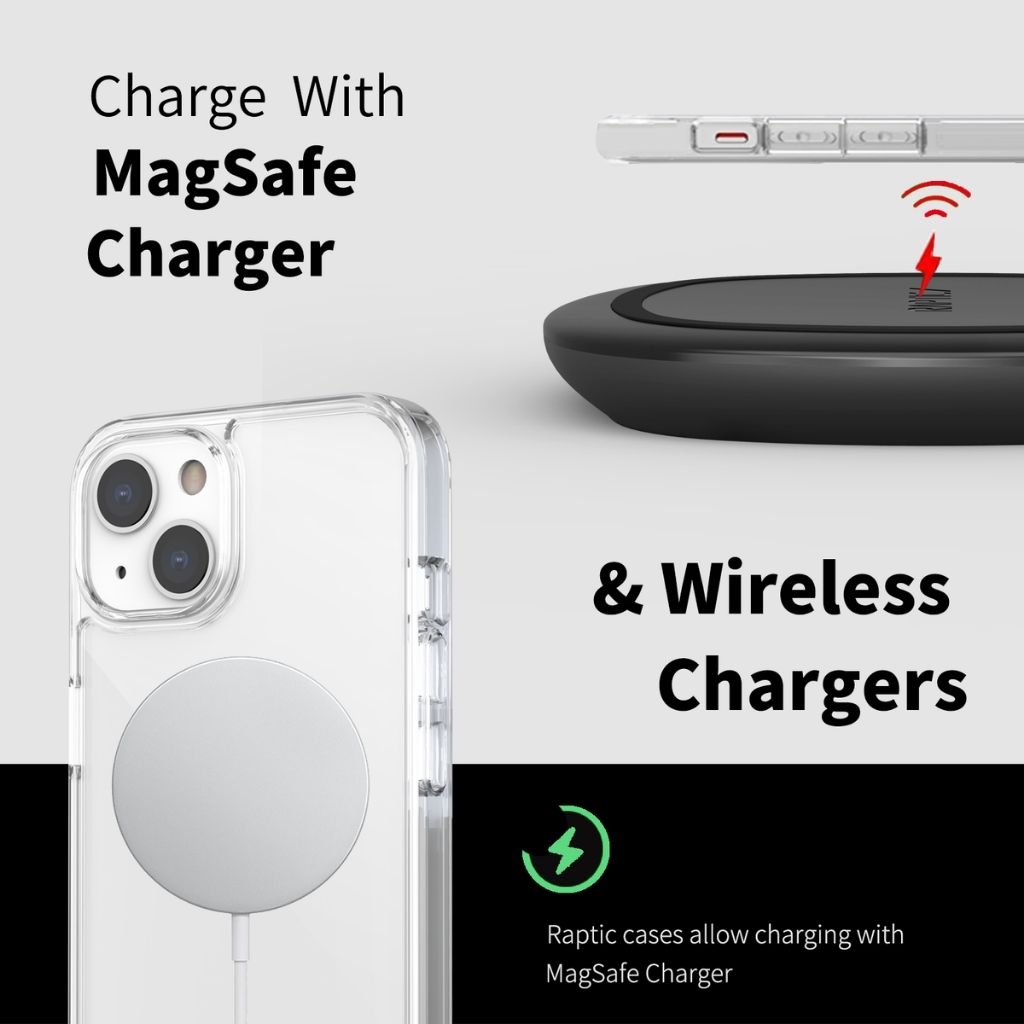 Charge With
MagSafe
Charger
& Wireless
Chargers
Raptic cases allow charging with
MagSafe Charger